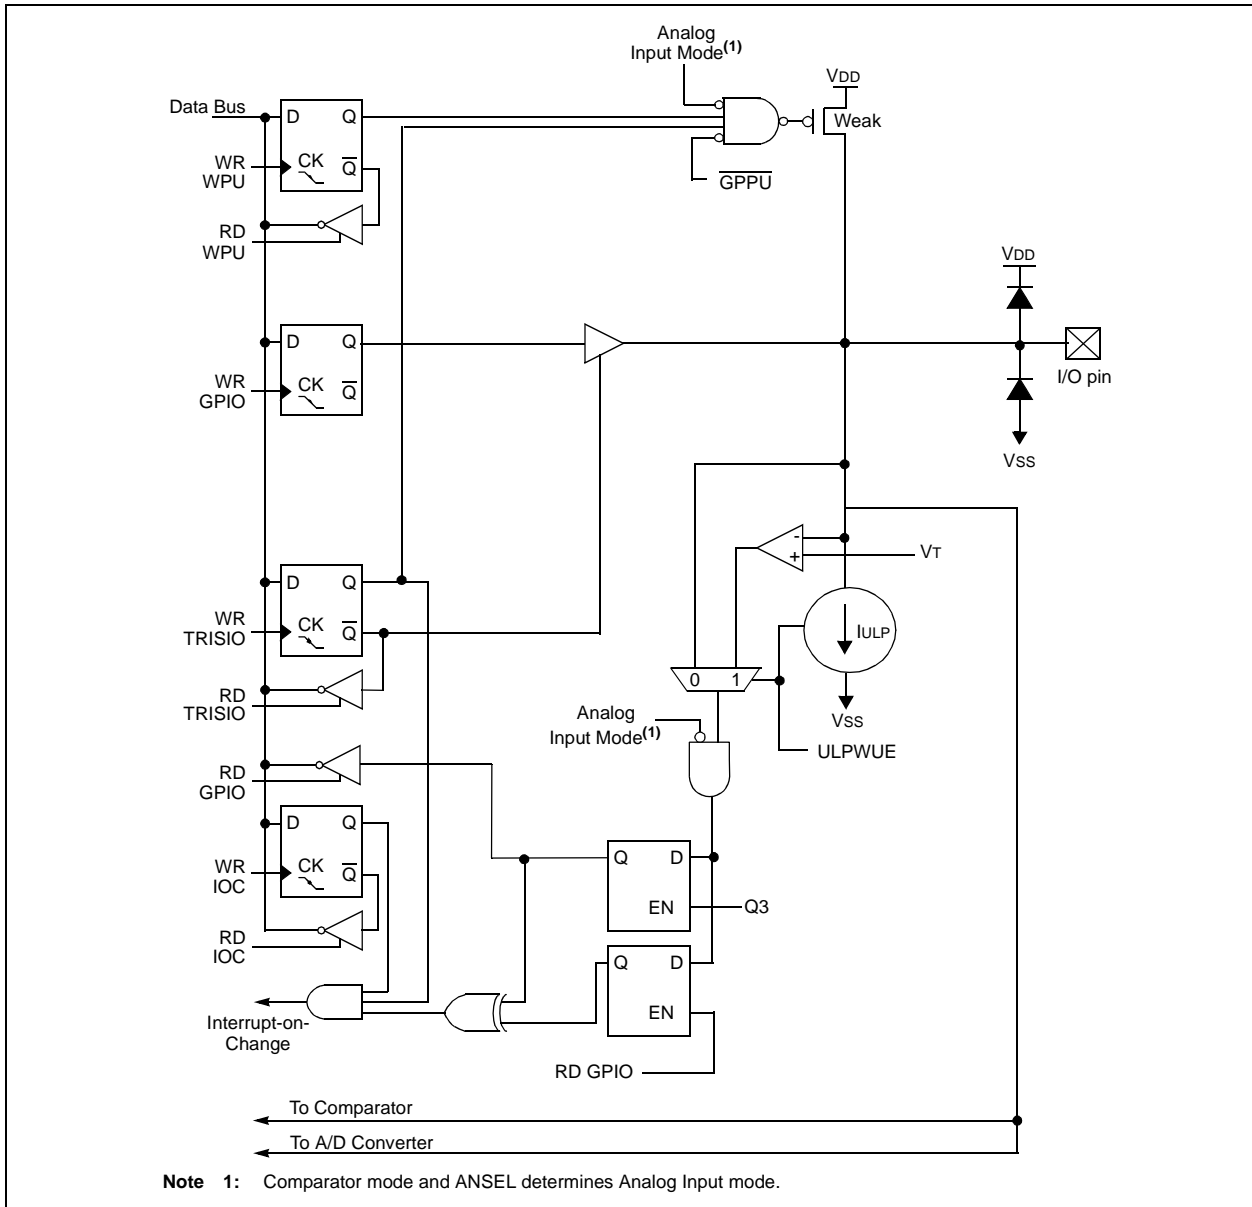 Analog
Input Mode(1)
VDD
Data Bus
D Q
Weak
WR
WPU
CK Q
GPPU
RD
WPU
VDD
D Q
I/O pin
WR
GPIO
CK Q
VSS
-
+
VT
D Q
WR
TRISIO
CK Q
IULP
0 1
RD
TRISIO
VSS
Analog
Input Mode(1)
ULPWUE
RD
GPIO
D Q
WR
IOC
CK Q
Q D
EN
Q3
RD
IOC
Q D
EN
Interrupt-on-
Change
RD GPIO
To Comparator
To A/D Converter
Note 1: Comparator mode and ANSEL determines Analog Input mode.